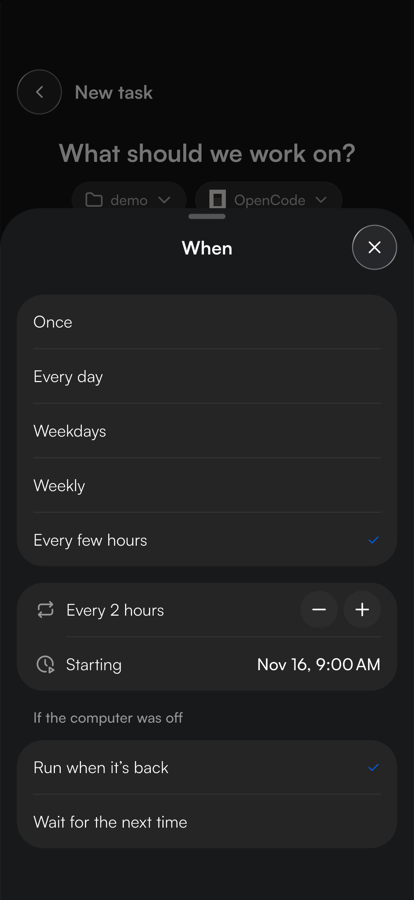 New task
What should we work on?
demo OpenCode
When
Once
Every day
Weekdays
Weekly
Every few hours
Every 2 hours
Starting Nov 16, 9:00 AM
If the computer was off
Run when it’s back
Wait for the next time